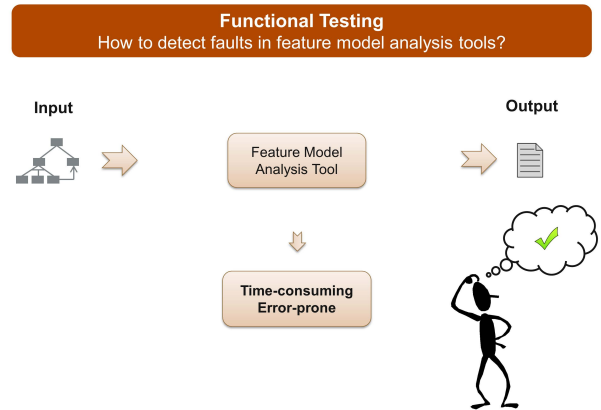 Functional Testing
How to detect faults in feature model analysis tools?
Input
Output
Feature Model
Analysis Tool
Time-consuming
Error-prone